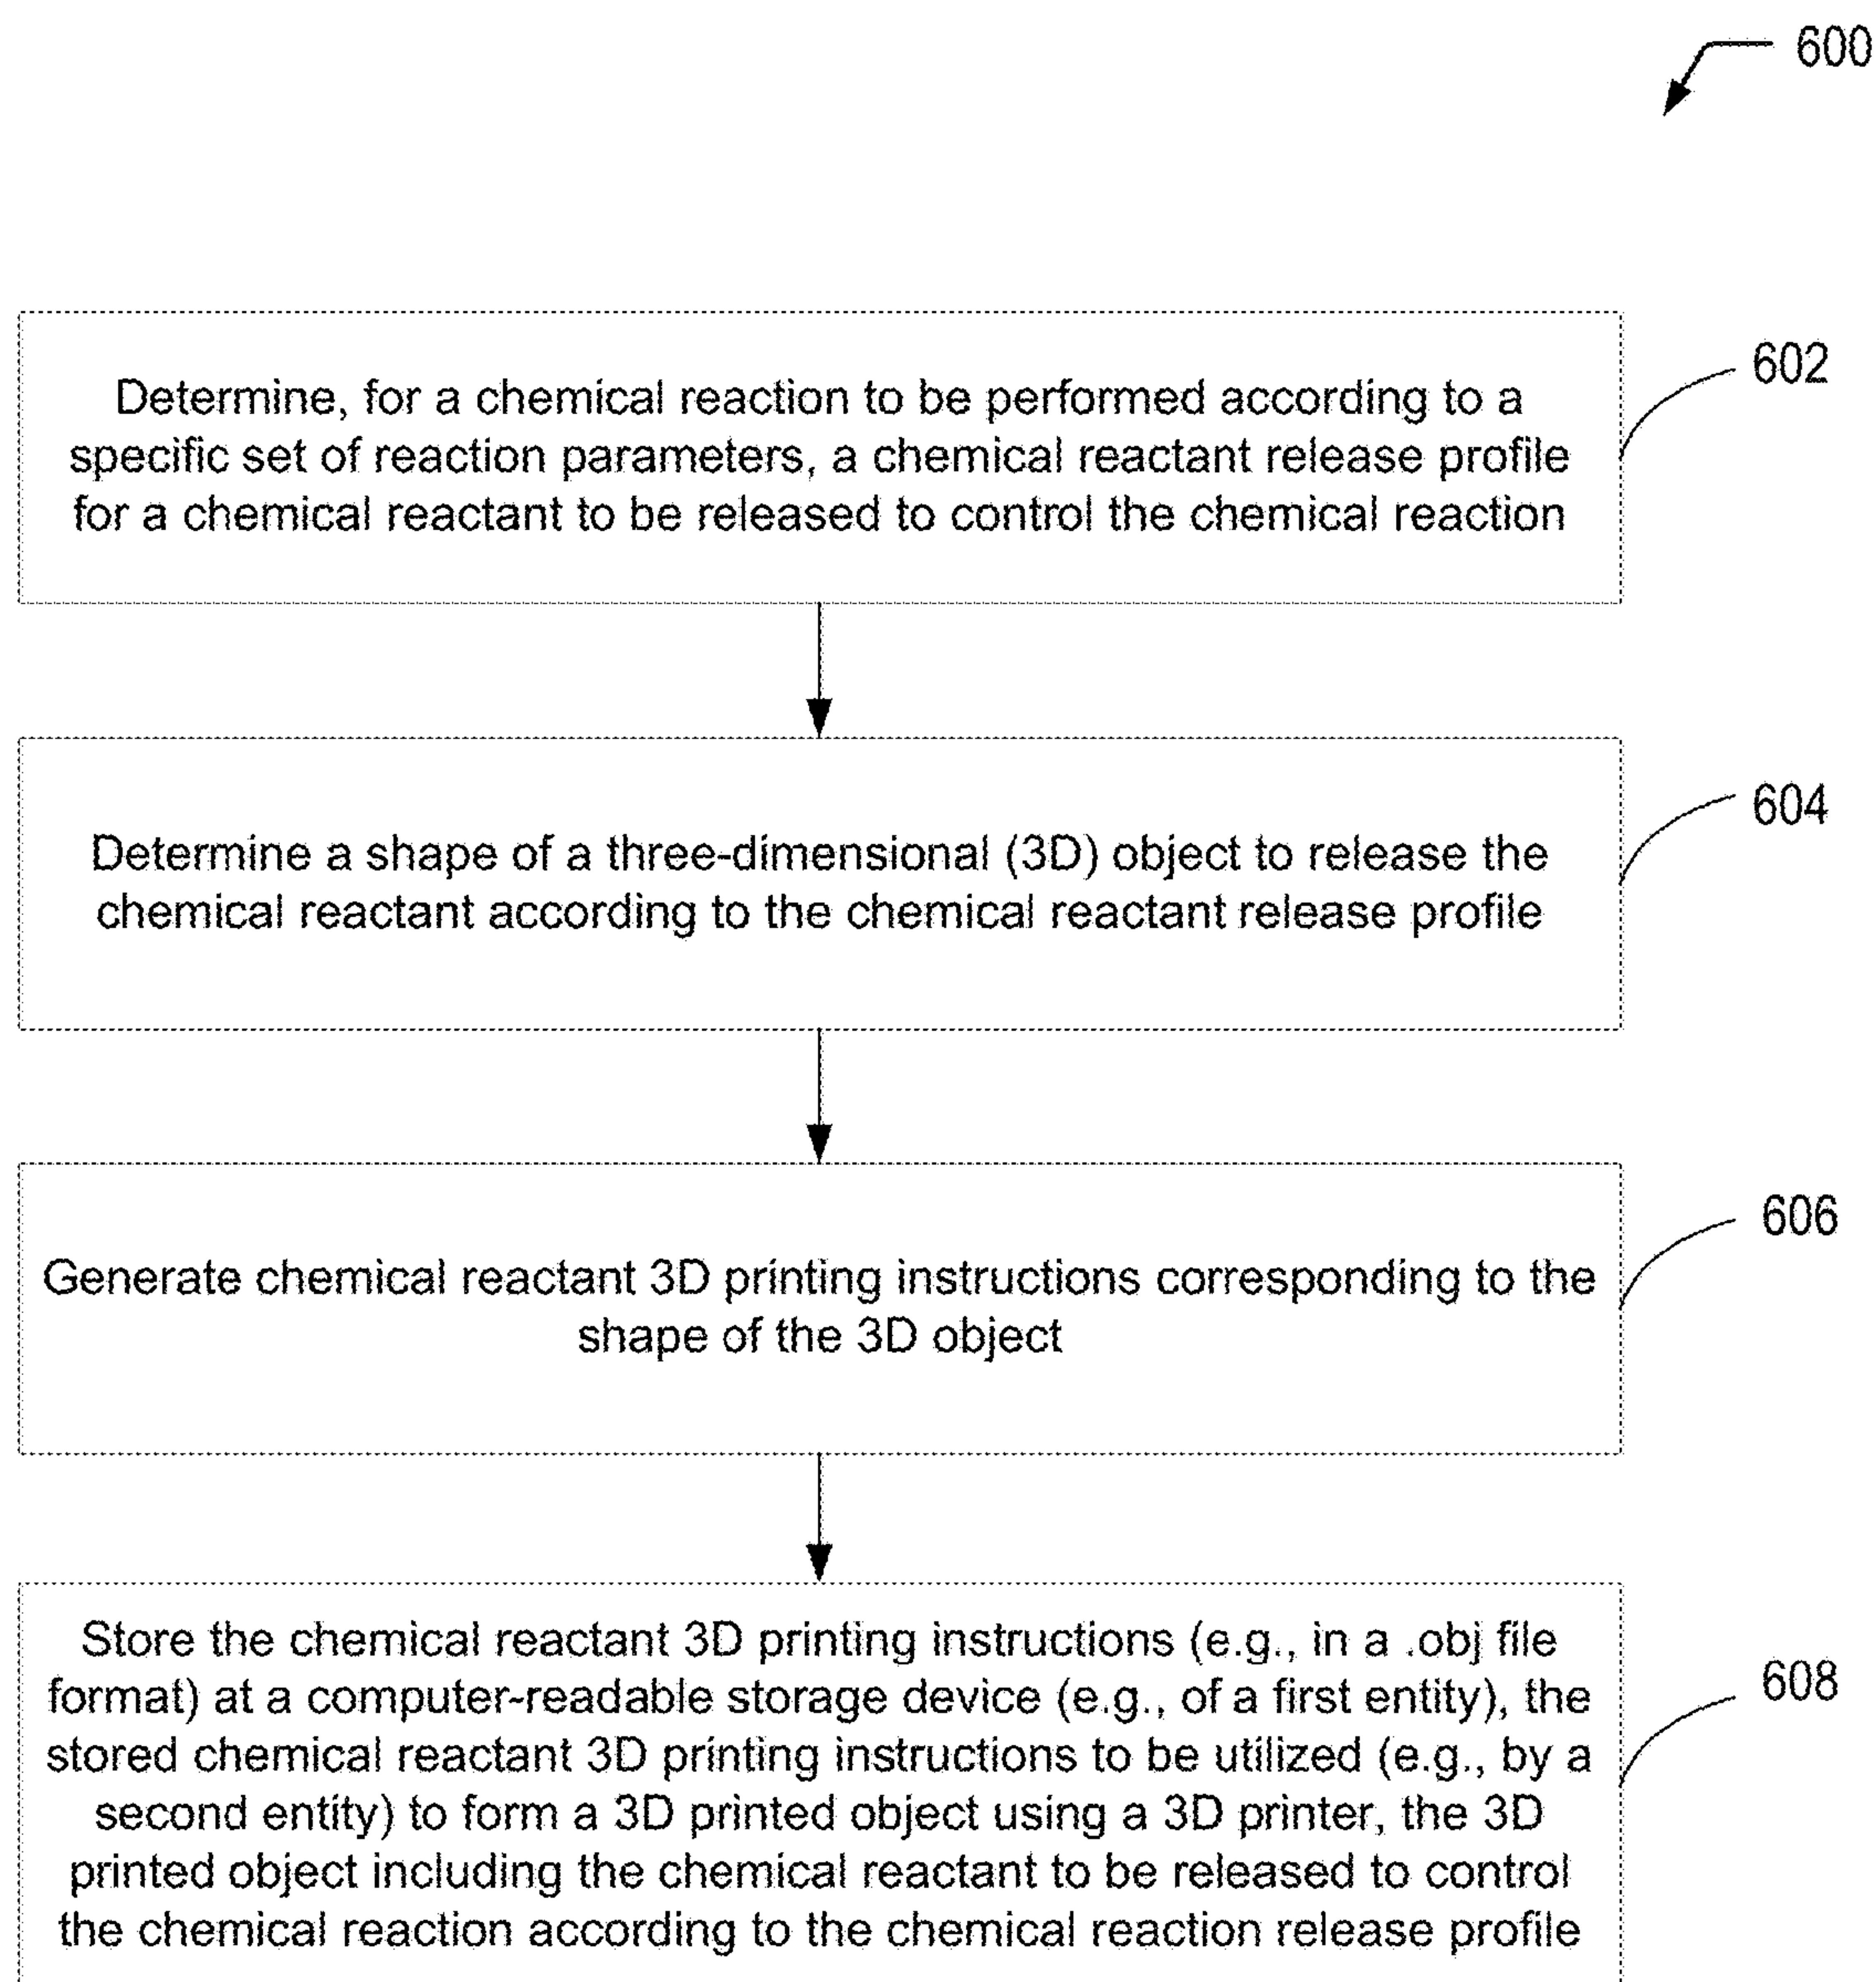 600
Determine, for a chemical reaction to be performed according to a
specific set of reaction parameters, a chemical reactant release profile
for a chemical reactant to be released to control the chemical reaction
602
Determine a shape of a three-dimensional (3D) object to release the
chemical reactant according to the chemical reactant release profile
604
Generate chemical reactant 3D printing instructions corresponding to the
shape of the 3D object
606
Store the chemical reactant 3D printing instructions (e.g., in a .obj file
format) at a computer-readable storage device (e.g., of a first entity), the
stored chemical reactant 3D printing instructions to be utilized (e.g., by a
second entity) to form a 3D printed object using a 3D printer, the 3D
printed object including the chemical reactant to be released to control
the chemical reaction according to the chemical reaction release profile
608